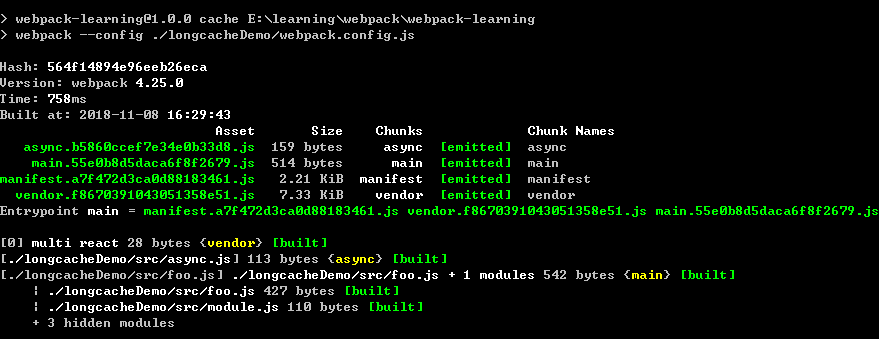 > webpack-learning@1.0.0 cache E:\learning\webpack\webpack-learning
> webpack --config ./longcacheDemo/webpack.config.js
Hash: 564f14894e96eeb26eca
Version: webpack 4.25.0
Time: 758ms
Built at: 2018-11-08 16:29:43
Asset Size Chunks Chunk Names
async.b5860ccef7e34e0b33d8.js 159 bytes async [emitted] async
main.55e0b8d5daca6f8f2679.js 514 bytes main [emitted] main
manifest.a7f472d3ca0d88183461.js 2.21 KiB manifest [emitted] manifest
vendor.f8670391043051358e51.js 7.33 KiB vendor [emitted] vendor
Entrypoint main = manifest.a7f472d3ca0d88183461.js vendor.f8670391043051358e51.js main.55e0b8d5daca6f8f2679.js
[0] multi react 28 bytes {vendor} [built]
[./longcacheDemo/src/async.js] 113 bytes {async} [built]
[./longcacheDemo/src/foo.js] ./longcacheDemo/src/foo.js + 1 modules 542 bytes {main} [built]
| ./longcacheDemo/src/foo.js 427 bytes [built]
| ./longcacheDemo/src/module.js 110 bytes [built]
+ 3 hidden modules